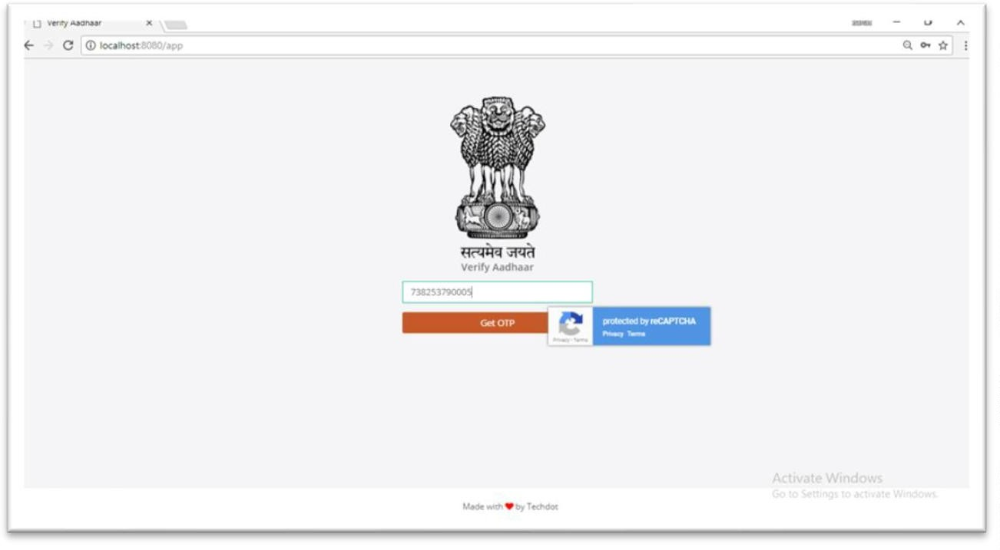 Verify Aadhaar
localhost:8080/app
सत्यमेव जयते
Verify Aadhaar
738253790005
Get OTP
protected by reCAPTCHA
Privacy - Terms
Privacy Terms
Activate Windows
Go to Settings to activate Windows.
Made with ❤ by Techdot